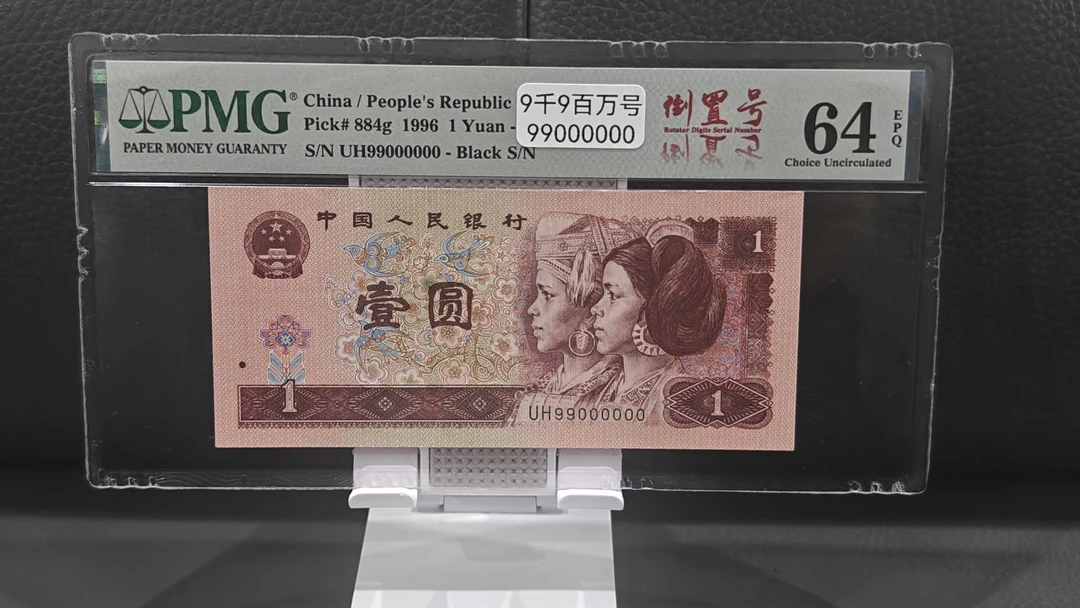 PMG®
PAPER MONEY GUARANTY
China / People's Republic
Pick# 884g 1996 1 Yuan -
S/N UH99000000 - Black S/N
9千9百万号
99000000
倒置号
Rotator Digits Serial Number
64
EPQ
Choice Uncirculated
中国人民银行
1
壹圆
1
UH99000000
1